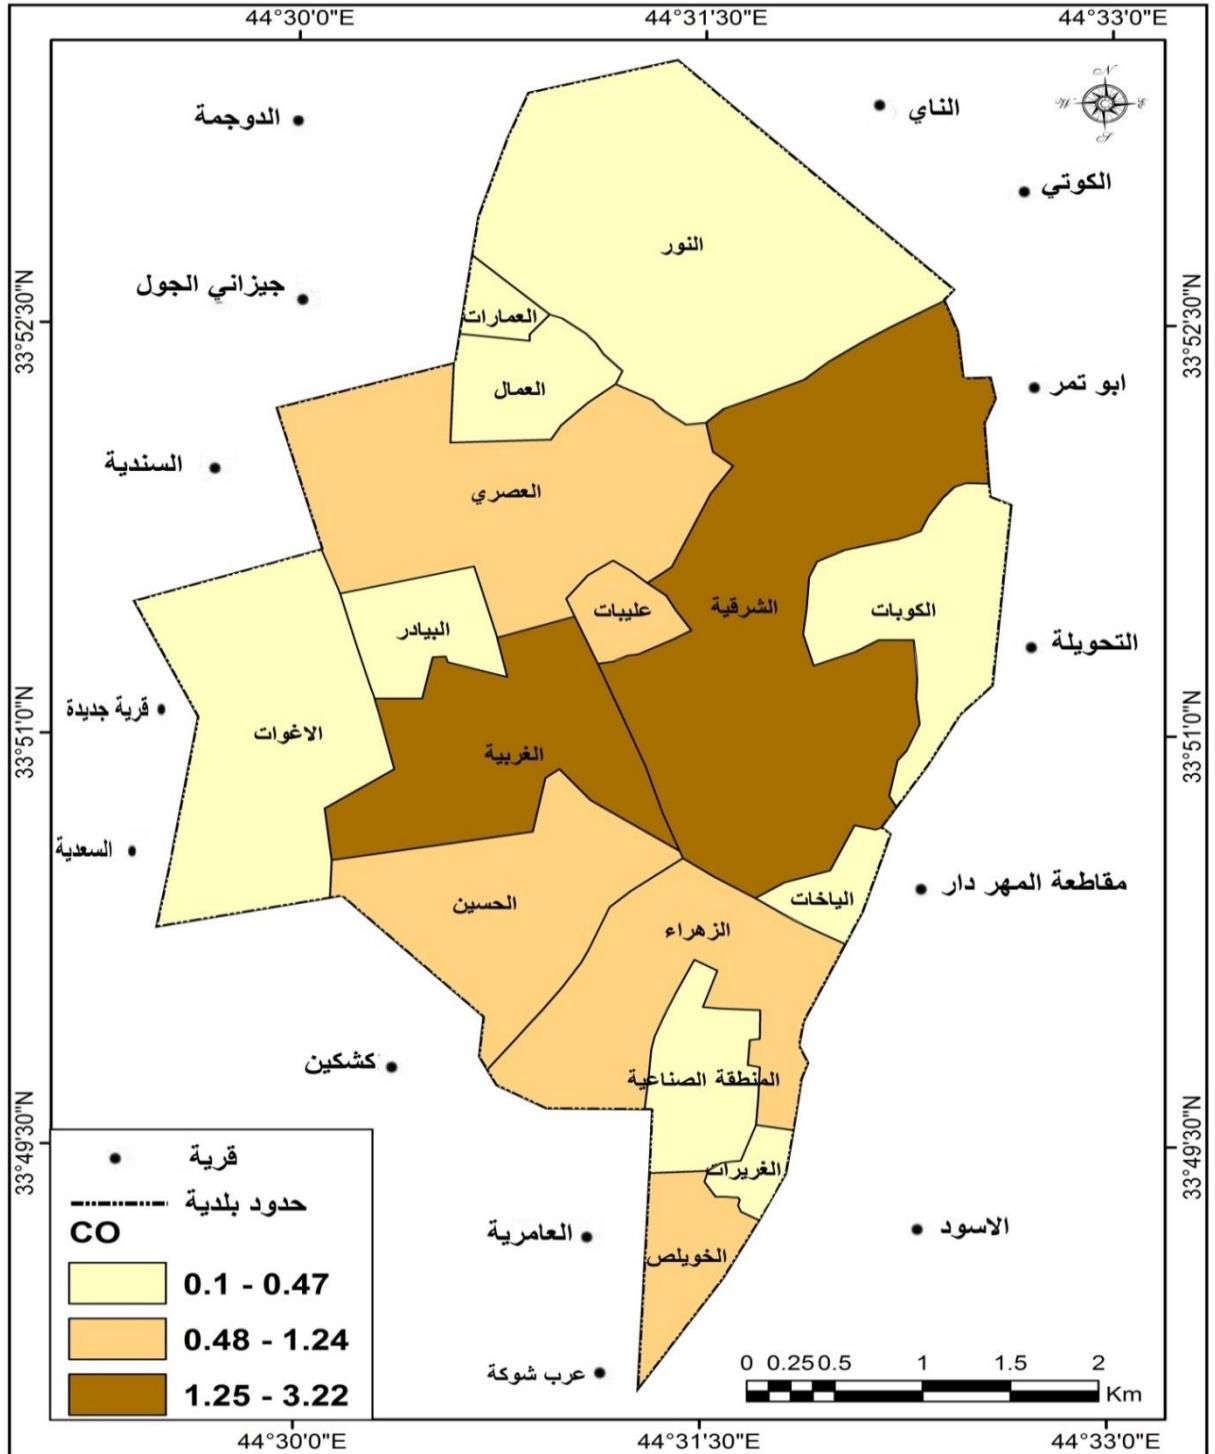 44°30'0"E
44°31'30"E
44°33'0"E
N
W
E
S
الدوجمة
الناي
الكوتي
النور
جيزاني الجول
33°52'30"N
33°52'30"N
العمارات
العمال
ابو تمر
السندية
العصري
عليبات
الشرقية
الكوبات
البيادر
التحويلة
قرية جديدة
الاغوات
الغربية
33°51'0"N
33°51'0"N
السعدية
الحسين
الياخات
مقاطعة المهر دار
الزهراء
كشكين
المنطقة الصناعية
33°49'30"N
33°49'30"N
الغريرات
العامرية
الاسود
الخويلص
عرب شوكة
قرية
حدود بلدية
CO
0.1 - 0.47
0.48 - 1.24
1.25 - 3.22
0 0.25 0.5 1 1.5 2
Km
44°30'0"E
44°31'30"E
44°33'0"E